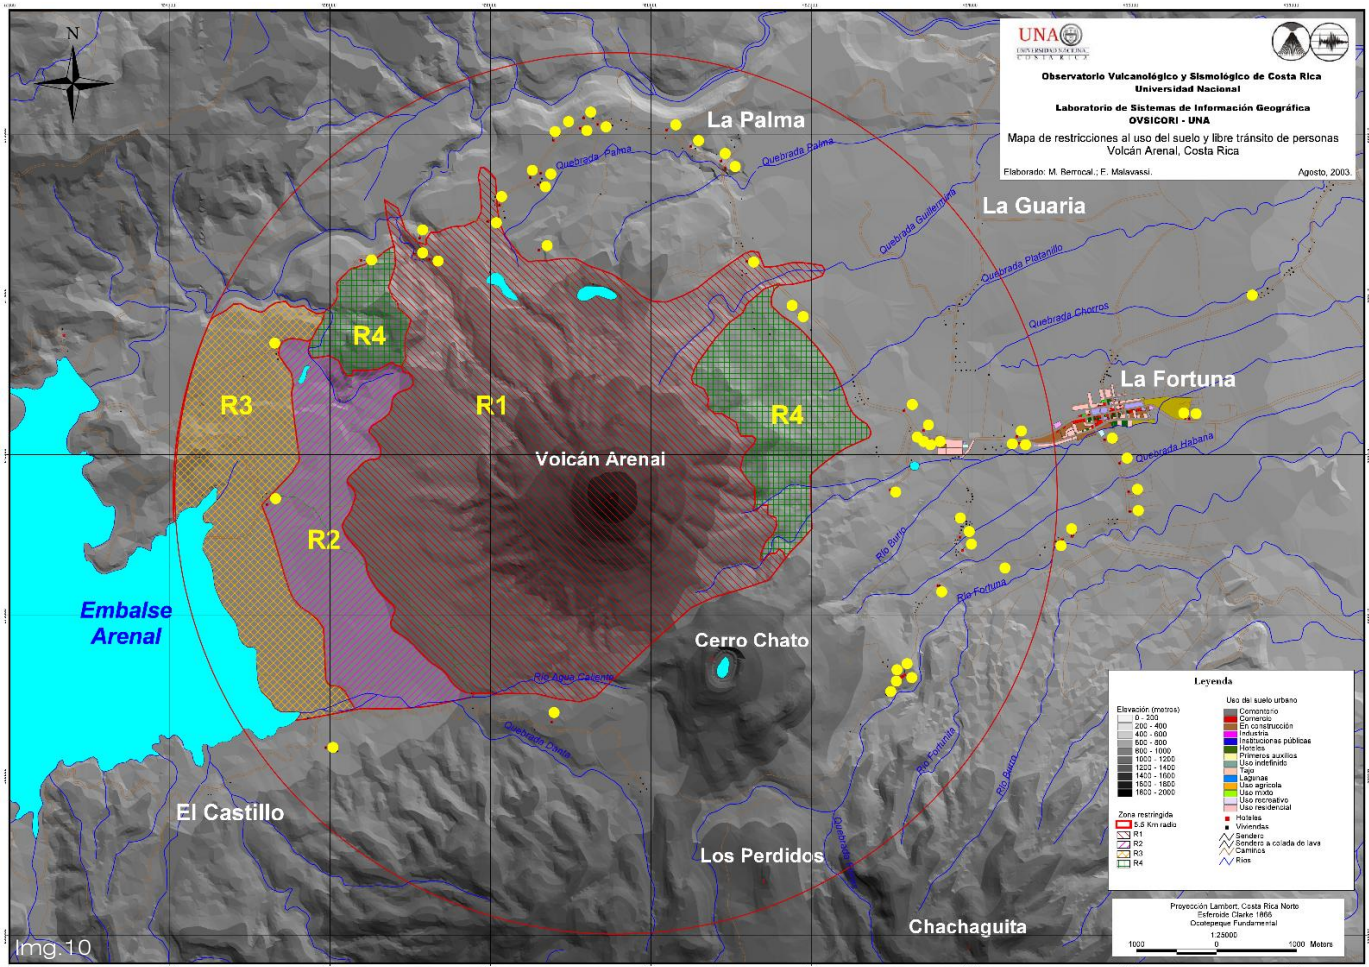 N
UNA
UNIVERSIDAD NACIONAL
COSTA RICA
Observatorio Vulcanológico y Sismológico de Costa Rica
Universidad Nacional
Laboratorio de Sistemas de Información Geográfica
OVSICORI - UNA
Mapa de restricciones al uso del suelo y libre tránsito de personas
Volcán Arenal, Costa Rica
Elaborado: M. Berrocal.; E. Malavassi.
Agosto, 2003.
La Palma
Quebrada Palma
Quebrada Palma
La Guaria
Quebrada Guillermina
Quebrada Platanillo
Quebrada Chorros
R4
R3
R1
R4
La Fortuna
Quebrada Habana
Volcán Arenal
R2
Río Burro
Río Fortuna
Embalse
Arenal
Cerro Chato
Río Agua Caliente
Quebrada Danta
Río Fortunita
Río Burro
El Castillo
Los Perdidos
Quebrada
Chachaguita
Leyenda
Elevación (metros)
0 - 200
200 - 400
400 - 600
600 - 800
800 - 1000
1000 - 1200
1200 - 1400
1400 - 1600
1600 - 1800
1800 - 2000
Zona restringida
5.5 Km radio
R1
R2
R3
R4
Uso del suelo urbano
Cementerio
Comercio
En construcción
Industria
Instituciones públicas
Hoteles
Primeros auxilios
Uso indefinido
Tajo
Lagunas
Uso agrícola
Uso mixto
Uso recreativo
Uso residencial
Hoteles
Viviendas
Sendero
Sendero a colada de lava
Caminos
Ríos
Proyección Lambert. Costa Rica Norte
Esferoide Clarke 1866
Ocotepeque Fundamental
1:25000
1000 0 1000 Meters
Img.10